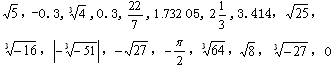 √5, -0.3, ∛4, 0.3, 22/7, 1.732 05, 2 1/3, 3.414, √25,
∛-16, |-∛-51|, -√27, -π/2, ∛64, √8, ∛-27, 0